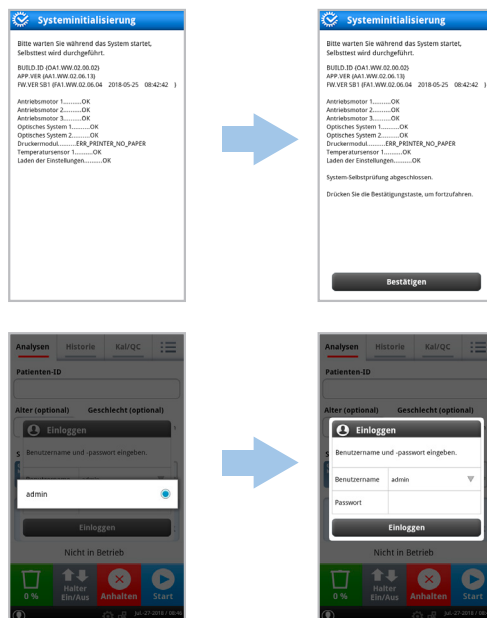 Systeminitialisierung
Bitte warten Sie während das System startet,
Selbsttest wird durchgeführt.
BUILD.ID (OA1.WW.02.00.02)
APP.VER (AA1.WW.02.06.13)
FW.VER SB1 (FA1.WW.02.06.04 2018-05-25 08:42:42 )
Antriebsmotor 1..........OK
Antriebsmotor 2..........OK
Antriebsmotor 3..........OK
Optisches System 1..........OK
Optisches System 2..........OK
Druckermodul..........ERR_PRINTER_NO_PAPER
Temperatursensor 1..........OK
Laden der Einstellungen..........OK
Systeminitialisierung
Bitte warten Sie während das System startet,
Selbsttest wird durchgeführt.
BUILD.ID (OA1.WW.02.00.02)
APP.VER (AA1.WW.02.06.13)
FW.VER SB1 (FA1.WW.02.06.04 2018-05-25 08:42:42 )
Antriebsmotor 1..........OK
Antriebsmotor 2..........OK
Antriebsmotor 3..........OK
Optisches System 1..........OK
Optisches System 2..........OK
Druckermodul..........ERR_PRINTER_NO_PAPER
Temperatursensor 1..........OK
Laden der Einstellungen..........OK
System-Selbstprüfung abgeschlossen.
Drücken Sie die Bestätigungstaste, um fortzufahren.
Bestätigen
Analysen Historie Kal/QC
Patienten-ID
Alter (optional) Geschlecht (optional)
Einloggen
Benutzername und -passwort eingeben.
admin
Einloggen
Nicht in Betrieb
0 % Halter Ein/Aus Anhalten Start
Jul.-27-2018 / 08:46
Analysen Historie Kal/QC
Patienten-ID
Alter (optional) Geschlecht (optional)
Einloggen
Benutzername und -passwort eingeben.
Benutzername admin
Passwort
Einloggen
Nicht in Betrieb
0 % Halter Ein/Aus Anhalten Start
Jul.-27-2018